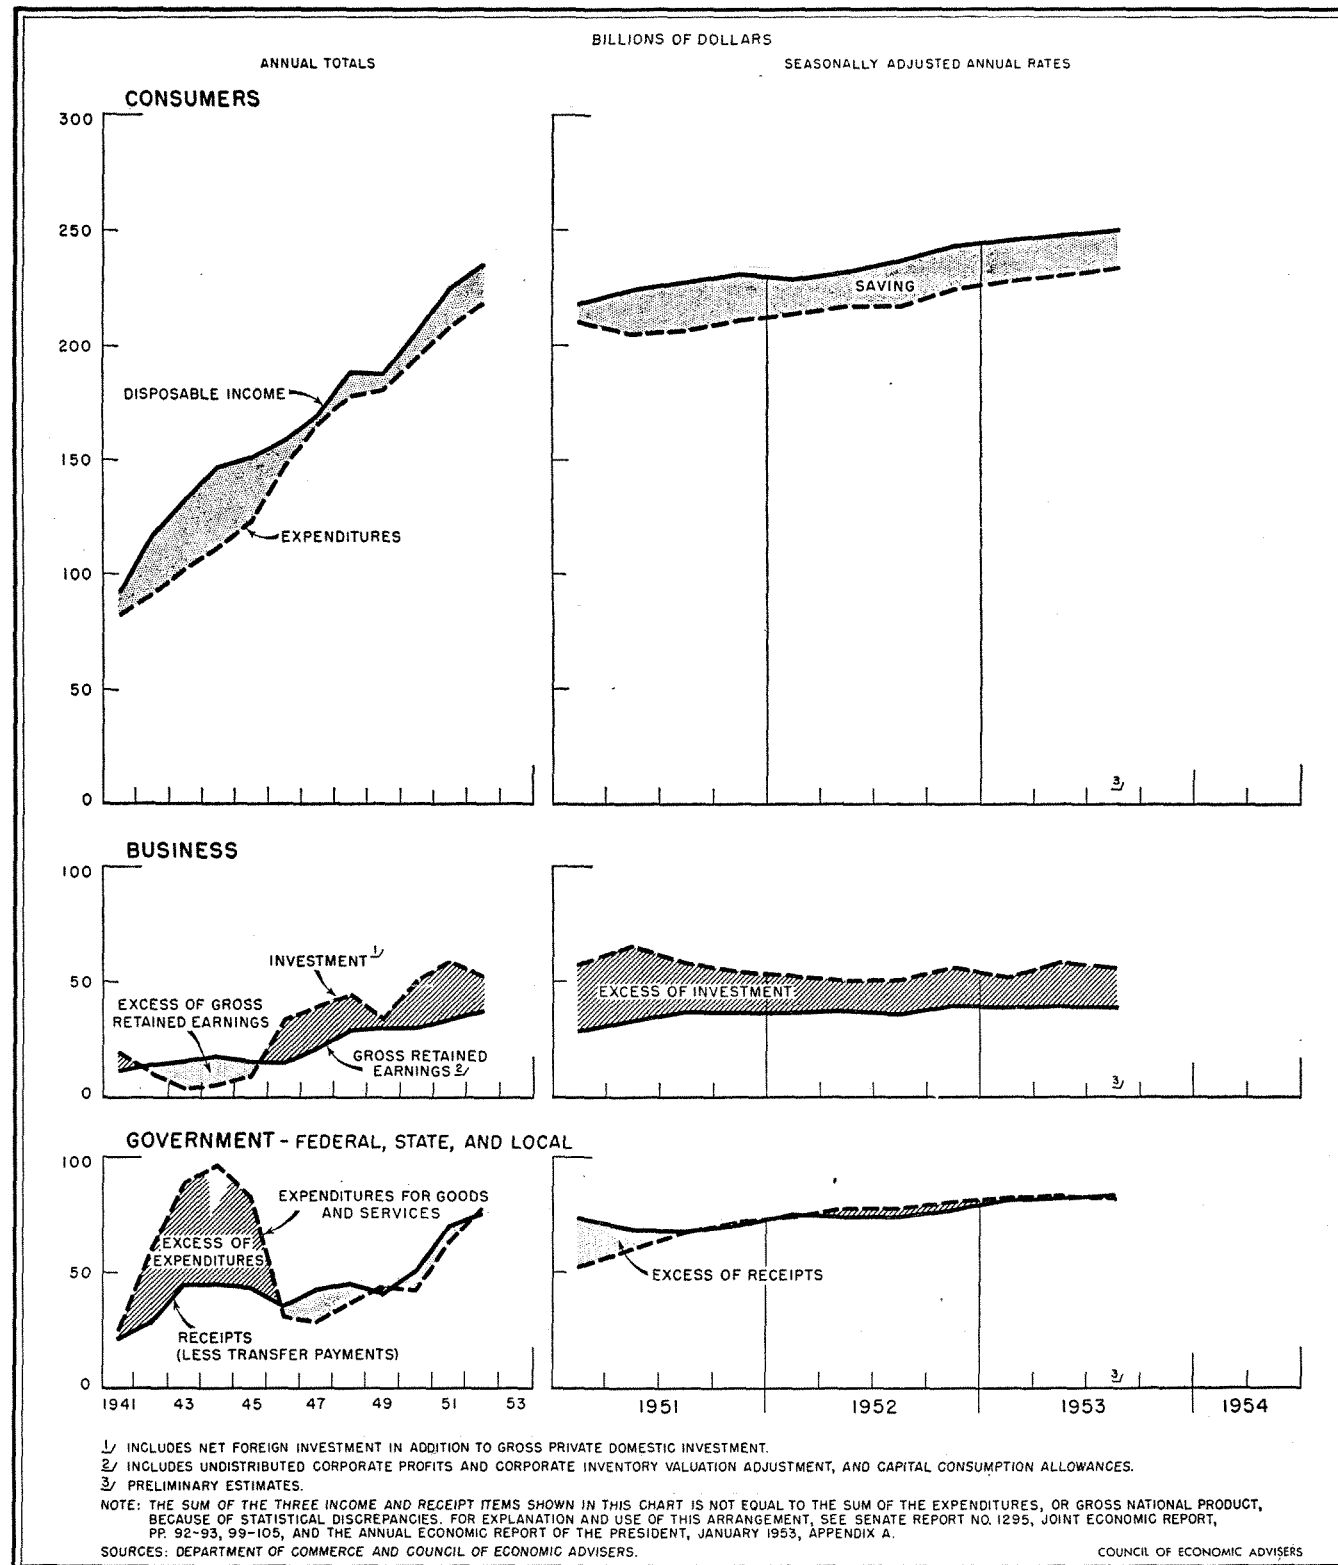 BILLIONS OF DOLLARS
ANNUAL TOTALS
SEASONALLY ADJUSTED ANNUAL RATES
CONSUMERS
300
250
200
150
100
50
0
DISPOSABLE INCOME
EXPENDITURES
SAVING
3/
BUSINESS
100
50
0
INVESTMENT 1/
EXCESS OF GROSS
RETAINED EARNINGS
GROSS RETAINED
EARNINGS 2/
EXCESS OF INVESTMENT
3/
GOVERNMENT - FEDERAL, STATE, AND LOCAL
100
50
0
EXPENDITURES FOR GOODS
AND SERVICES
EXCESS OF
EXPENDITURES
RECEIPTS
(LESS TRANSFER PAYMENTS)
EXCESS OF RECEIPTS
3/
1941 43 45 47 49 51 53
1951 1952 1953 1954
1/ INCLUDES NET FOREIGN INVESTMENT IN ADDITION TO GROSS PRIVATE DOMESTIC INVESTMENT.
2/ INCLUDES UNDISTRIBUTED CORPORATE PROFITS AND CORPORATE INVENTORY VALUATION ADJUSTMENT, AND CAPITAL CONSUMPTION ALLOWANCES.
3/ PRELIMINARY ESTIMATES.
NOTE: THE SUM OF THE THREE INCOME AND RECEIPT ITEMS SHOWN IN THIS CHART IS NOT EQUAL TO THE SUM OF THE EXPENDITURES, OR GROSS NATIONAL PRODUCT,
BECAUSE OF STATISTICAL DISCREPANCIES. FOR EXPLANATION AND USE OF THIS ARRANGEMENT, SEE SENATE REPORT NO. 1295, JOINT ECONOMIC REPORT,
PP. 92-93, 99-105, AND THE ANNUAL ECONOMIC REPORT OF THE PRESIDENT, JANUARY 1953, APPENDIX A.
SOURCES: DEPARTMENT OF COMMERCE AND COUNCIL OF ECONOMIC ADVISERS.
COUNCIL OF ECONOMIC ADVISERS